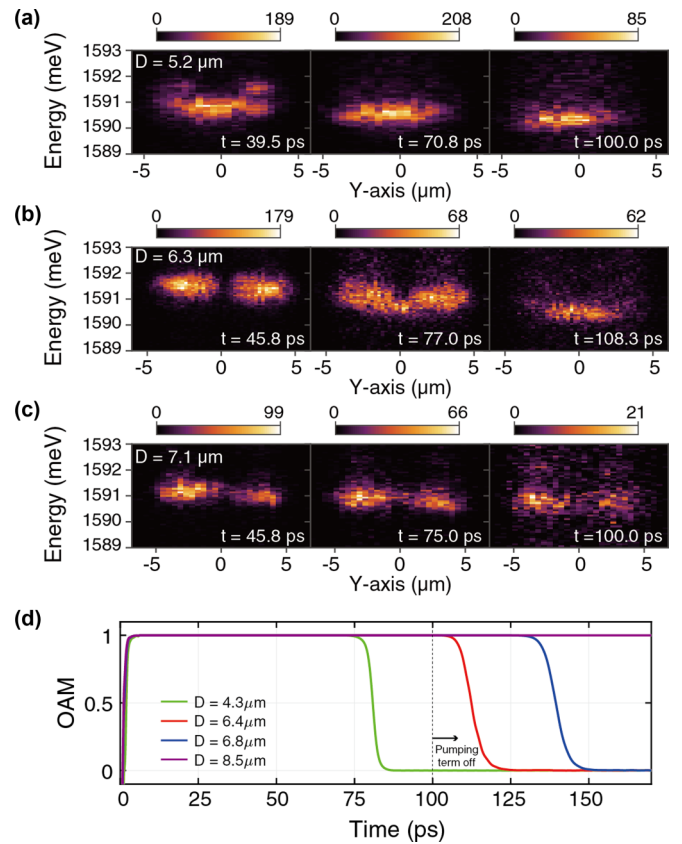 (a)
0 189 0 208 0 85
1593
1592
1591
1590
1589
Energy (meV)
D = 5.2 μm
t = 39.5 ps
t = 70.8 ps
t =100.0 ps
-5 0 5 -5 0 5 -5 0 5
Y-axis (μm)
(b)
0 179 0 68 0 62
1593
1592
1591
1590
1589
Energy (meV)
D = 6.3 μm
t = 45.8 ps
t = 77.0 ps
t =108.3 ps
-5 0 5 -5 0 5 -5 0 5
Y-axis (μm)
(c)
0 99 0 66 0 21
1593
1592
1591
1590
1589
Energy (meV)
D = 7.1 μm
t = 45.8 ps
t = 75.0 ps
t =100.0 ps
-5 0 5 -5 0 5 -5 0 5
Y-axis (μm)
(d)
1
0.5
0
OAM
D = 4.3μm
D = 6.4μm
D = 6.8μm
D = 8.5μm
Pumping
term off
0 25 50 75 100 125 150
Time (ps)